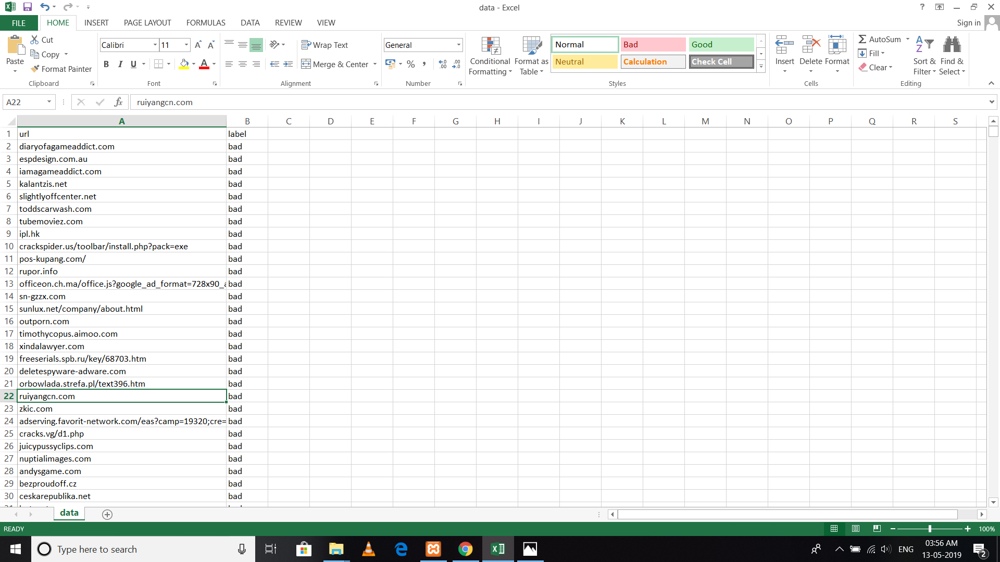 data - Excel
?
FILE HOME INSERT PAGE LAYOUT FORMULAS DATA REVIEW VIEW Sign in
Paste
Cut
Copy
Format Painter
Clipboard
Calibri 11
B I U
Font
Wrap Text
Merge & Center
Alignment
General
%
Number
Conditional Formatting
Format as Table
Normal Bad Good
Neutral Calculation Check Cell
Styles
Insert Delete Format
Cells
AutoSum
Fill
Clear
Sort & Filter
Find & Select
Editing
A22 fx ruiyangcn.com
A B C D E F G H I J K L M N O P Q R S
1 url label
2 diaryofagameaddict.com bad
3 espdesign.com.au bad
4 iamagameaddict.com bad
5 kalantzis.net bad
6 slightlyoffcenter.net bad
7 toddscarwash.com bad
8 tubemoviez.com bad
9 ipl.hk bad
10 crackspider.us/toolbar/install.php?pack=exe bad
11 pos-kupang.com/ bad
12 rupor.info bad
13 officeon.ch.ma/office.js?google_ad_format=728x90_a bad
14 sn-gzzx.com bad
15 sunlux.net/company/about.html bad
16 outporn.com bad
17 timothycopus.aimoo.com bad
18 xindalawyer.com bad
19 freeserials.spb.ru/key/68703.htm bad
20 deletespyware-adware.com bad
21 orbowlada.strefa.pl/text396.htm bad
22 ruiyangcn.com bad
23 zkic.com bad
24 adserving.favorit-network.com/eas?camp=19320;cre= bad
25 cracks.vg/d1.php bad
26 juicypussyclips.com bad
27 nuptialimages.com bad
28 andysgame.com bad
29 bezproudoff.cz bad
30 ceskarepublika.net bad
data
READY 100%
Type here to search
ENG
03:56 AM
13-05-2019
2